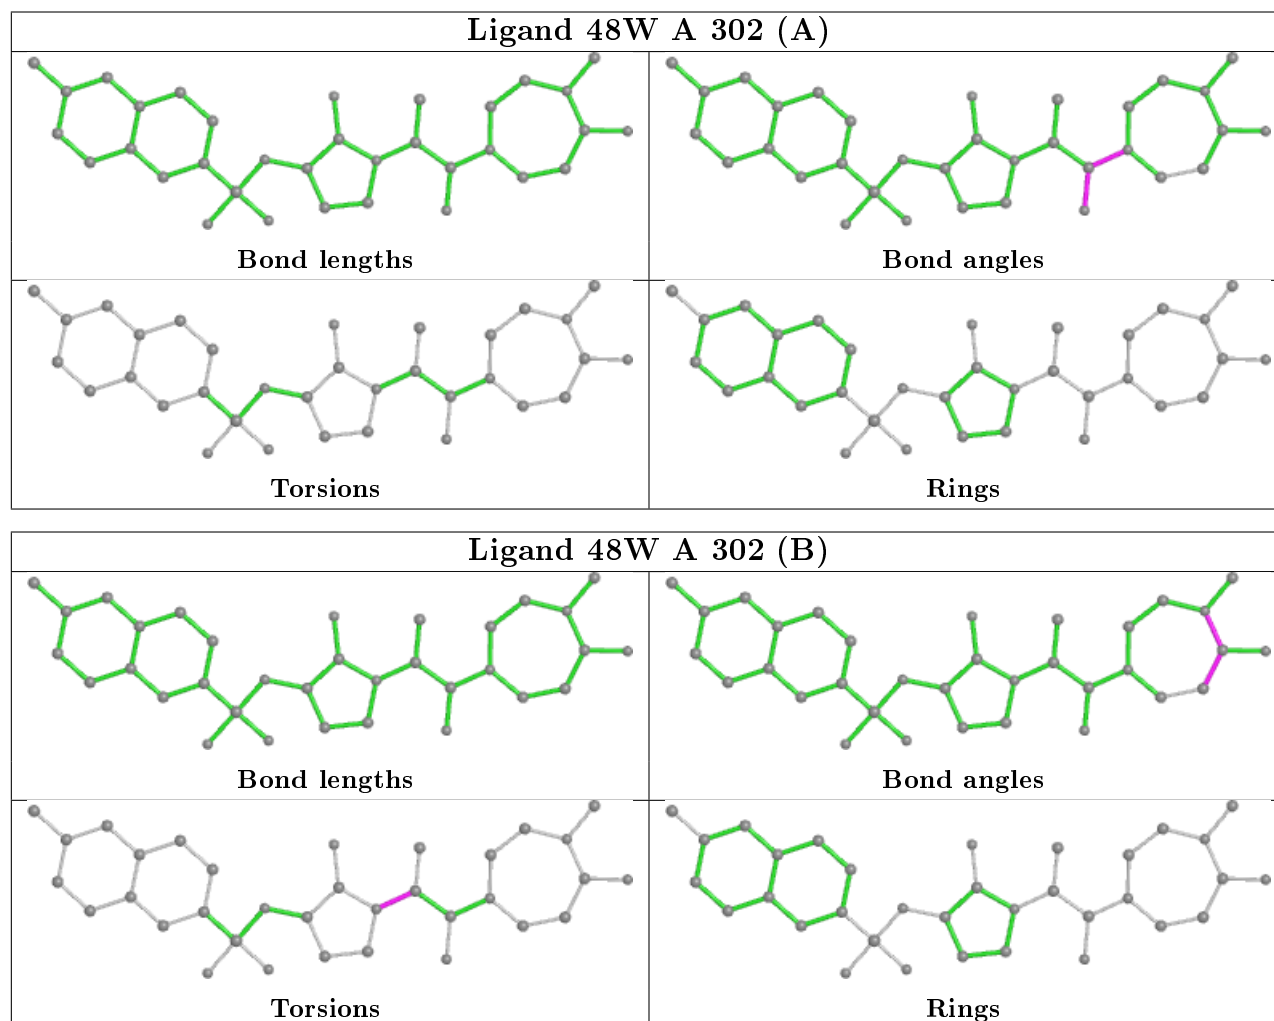 Ligand 48W A 302 (A)
Bond lengths
Bond angles
Torsions
Rings
Ligand 48W A 302 (B)
Bond lengths
Bond angles
Torsions
Rings